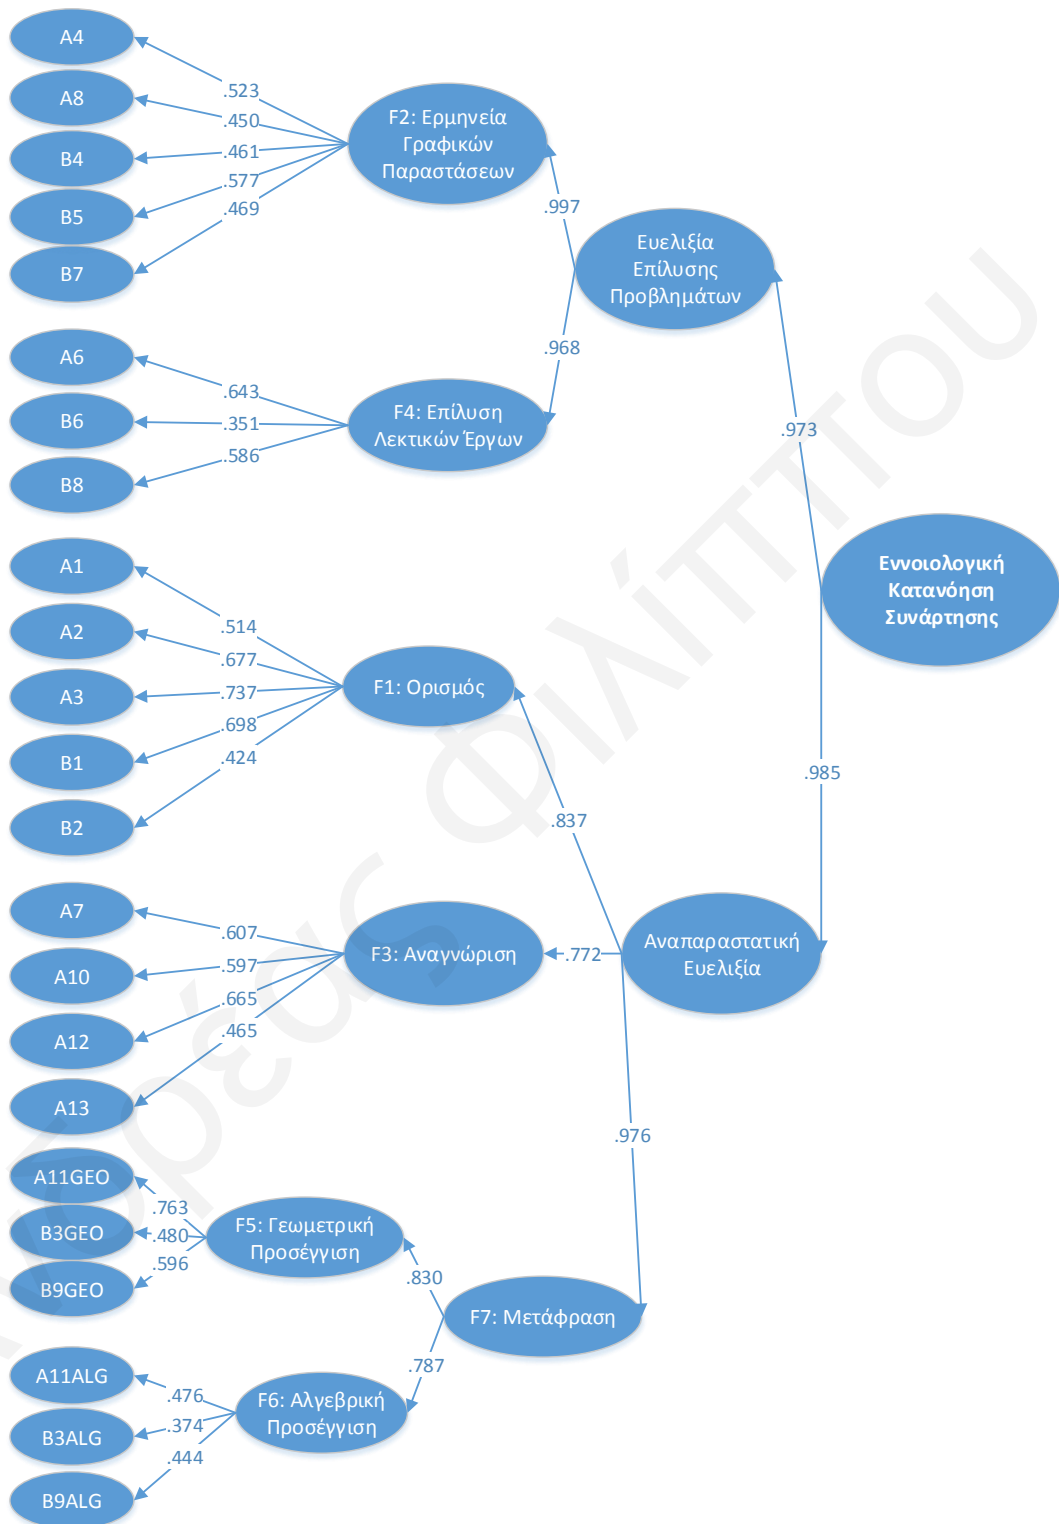 A4
A8
B4
B5
B7
.523
.450
.461
.577
.469
F2: Ερμηνεία
Γραφικών
Παραστάσεων
.997
Ευελιξία
Επίλυσης
Προβλημάτων
.968
A6
B6
B8
.643
.351
.586
F4: Επίλυση
Λεκτικών Έργων
.973
Εννοιολογική
Κατανόηση
Συνάρτησης
A1
A2
A3
B1
B2
.514
.677
.737
.698
.424
F1: Ορισμός
.837
.985
A7
A10
A12
A13
.607
.597
.665
.465
F3: Αναγνώριση
.772
Αναπαραστατική
Ευελιξία
.976
A11GEO
B3GEO
B9GEO
.763
.480
.596
F5: Γεωμετρική
Προσέγγιση
.830
F7: Μετάφραση
.787
A11ALG
B3ALG
B9ALG
.476
.374
.444
F6: Αλγεβρική
Προσέγγιση
Φιλίππου